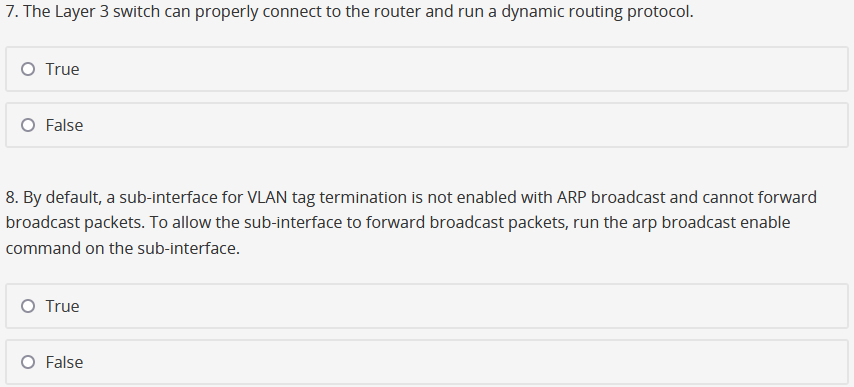 7. The Layer 3 switch can properly connect to the router and run a dynamic routing protocol.
True
False
8. By default, a sub-interface for VLAN tag termination is not enabled with ARP broadcast and cannot forward
broadcast packets. To allow the sub-interface to forward broadcast packets, run the arp broadcast enable
command on the sub-interface.
True
False